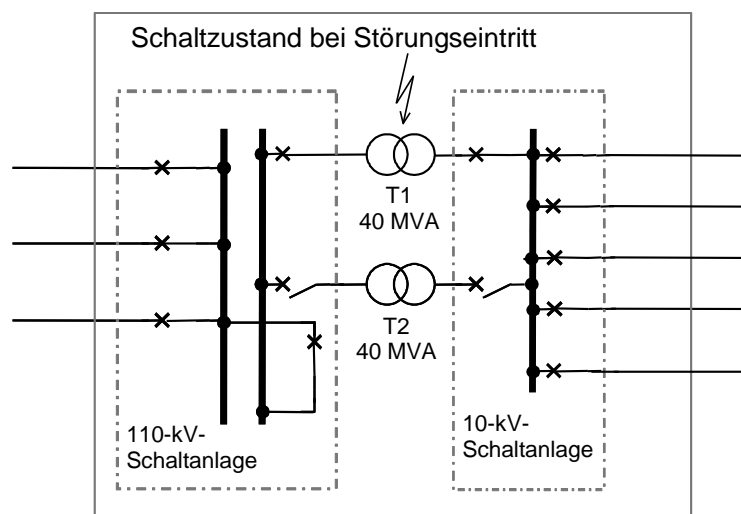 Schaltzustand bei Störungseintritt
T1
40 MVA
T2
40 MVA
110-kV-
Schaltanlage
10-kV-
Schaltanlage